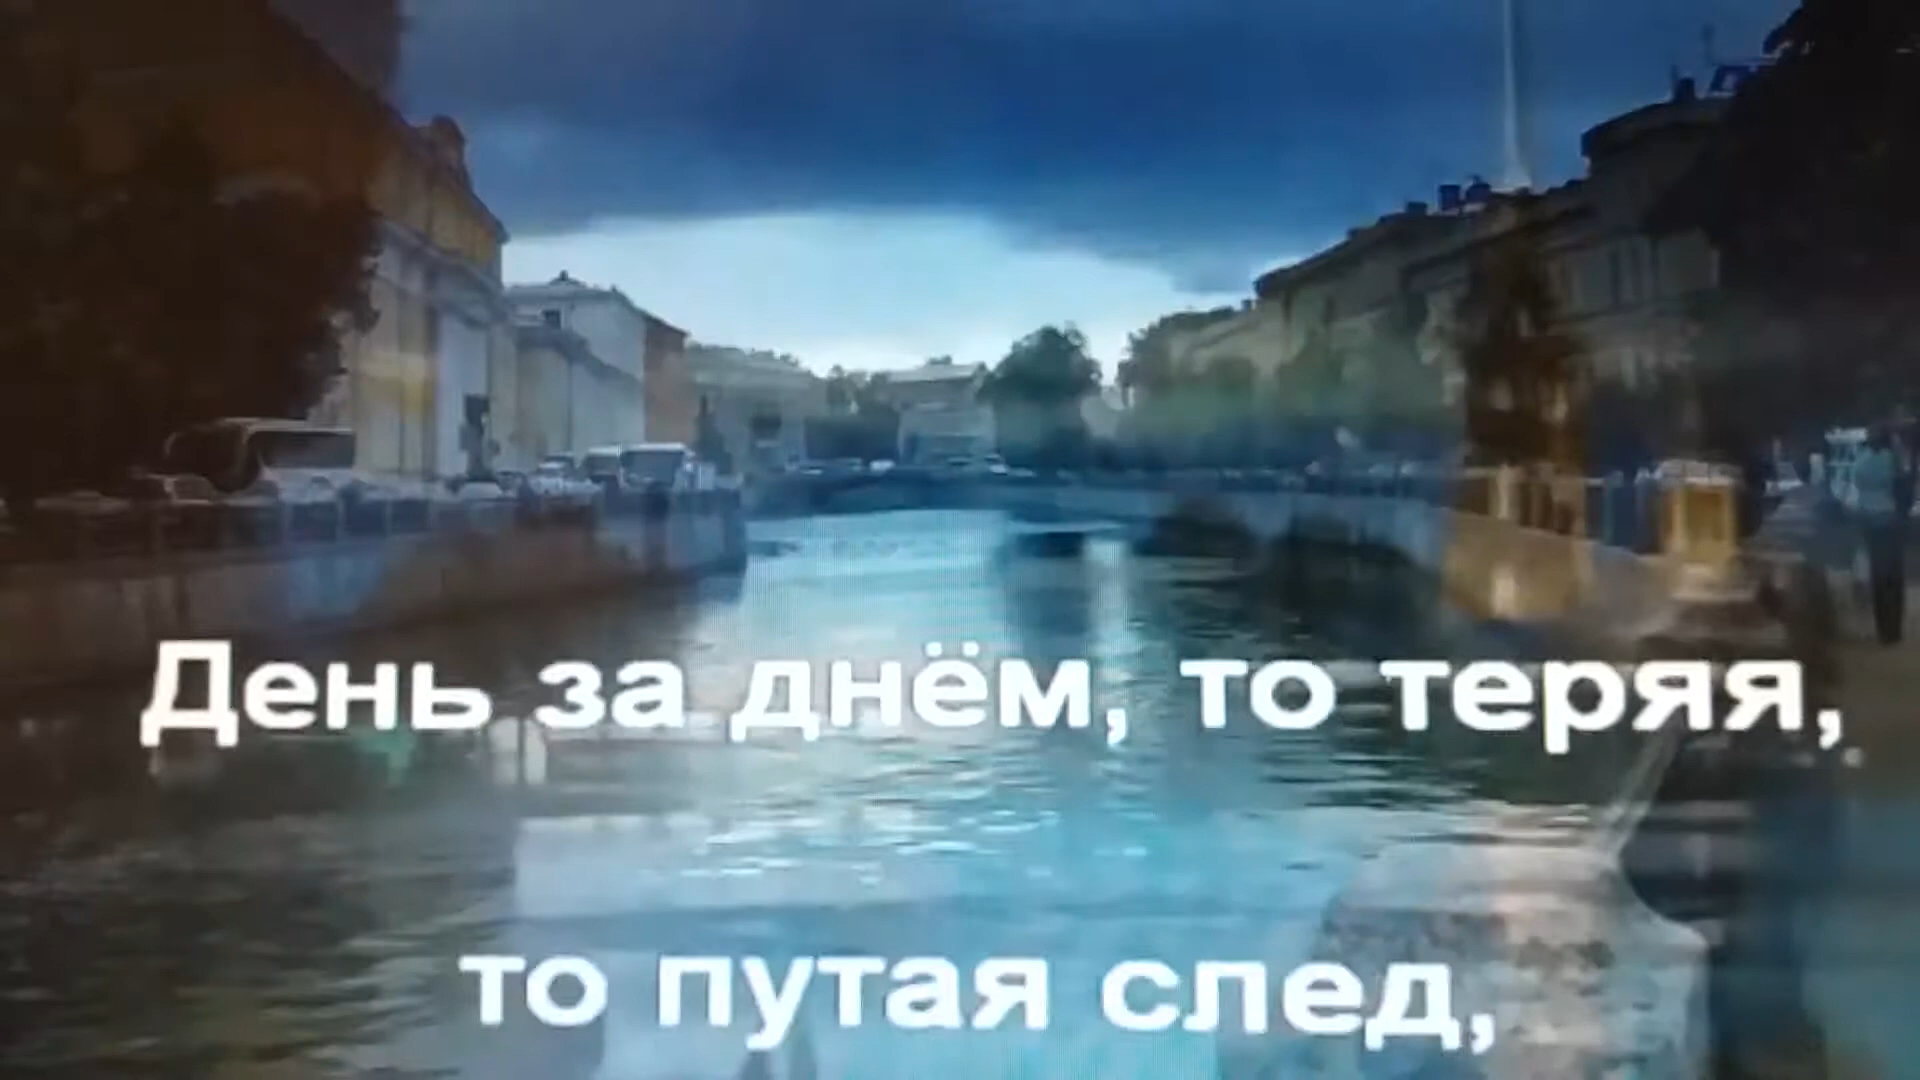 День за днём, то теряя,
то путая след,